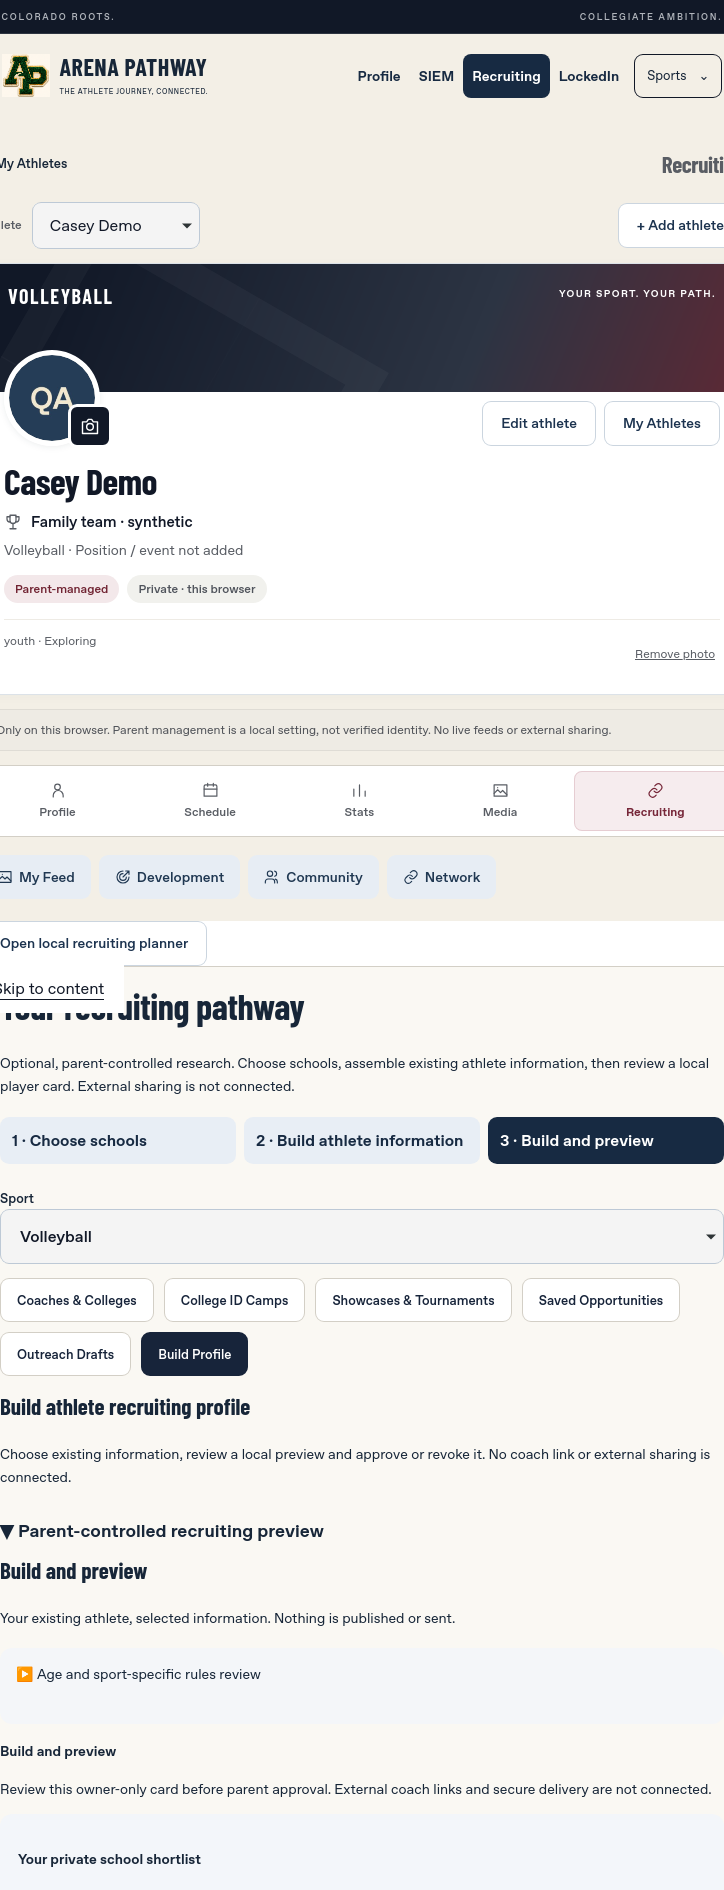 COLORADO ROOTS.
COLLEGIATE AMBITION.
AP
ARENA PATHWAY
THE ATHLETE JOURNEY, CONNECTED.
Profile
SIEM
Recruiting
LockedIn
Sports
My Athletes
Recruiti
lete
Casey Demo
+ Add athlete
VOLLEYBALL
YOUR SPORT. YOUR PATH.
QA
Edit athlete
My Athletes
Casey Demo
Family team · synthetic
Volleyball · Position / event not added
Parent-managed
Private · this browser
youth · Exploring
Remove photo
Only on this browser. Parent management is a local setting, not verified identity. No live feeds or external sharing.
Profile
Schedule
Stats
Media
Recruiting
My Feed
Development
Community
Network
Open local recruiting planner
Skip to content
Your recruiting pathway
Optional, parent-controlled research. Choose schools, assemble existing athlete information, then review a local
player card. External sharing is not connected.
1 · Choose schools
2 · Build athlete information
3 · Build and preview
Sport
Volleyball
Coaches & Colleges
College ID Camps
Showcases & Tournaments
Saved Opportunities
Outreach Drafts
Build Profile
Build athlete recruiting profile
Choose existing information, review a local preview and approve or revoke it. No coach link or external sharing is
connected.
▼ Parent-controlled recruiting preview
Build and preview
Your existing athlete, selected information. Nothing is published or sent.
▶ Age and sport-specific rules review
Build and preview
Review this owner-only card before parent approval. External coach links and secure delivery are not connected.
Your private school shortlist